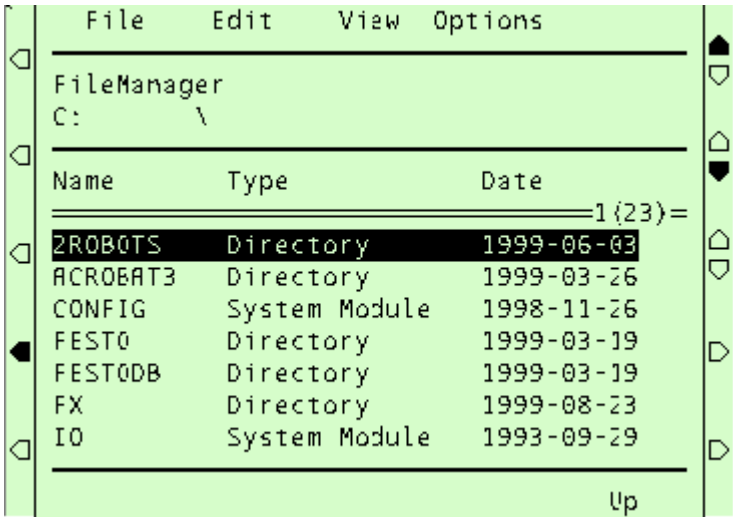 File Edit View Options
FileManager
C: \
Name Type Date
1(23)
2ROBOTS Directory 1999-06-03
ACROBAT3 Directory 1999-03-26
CONFIG System Module 1998-11-26
FESTO Directory 1999-03-19
FESTODB Directory 1999-03-19
FX Directory 1999-08-23
IO System Module 1993-09-29
Up